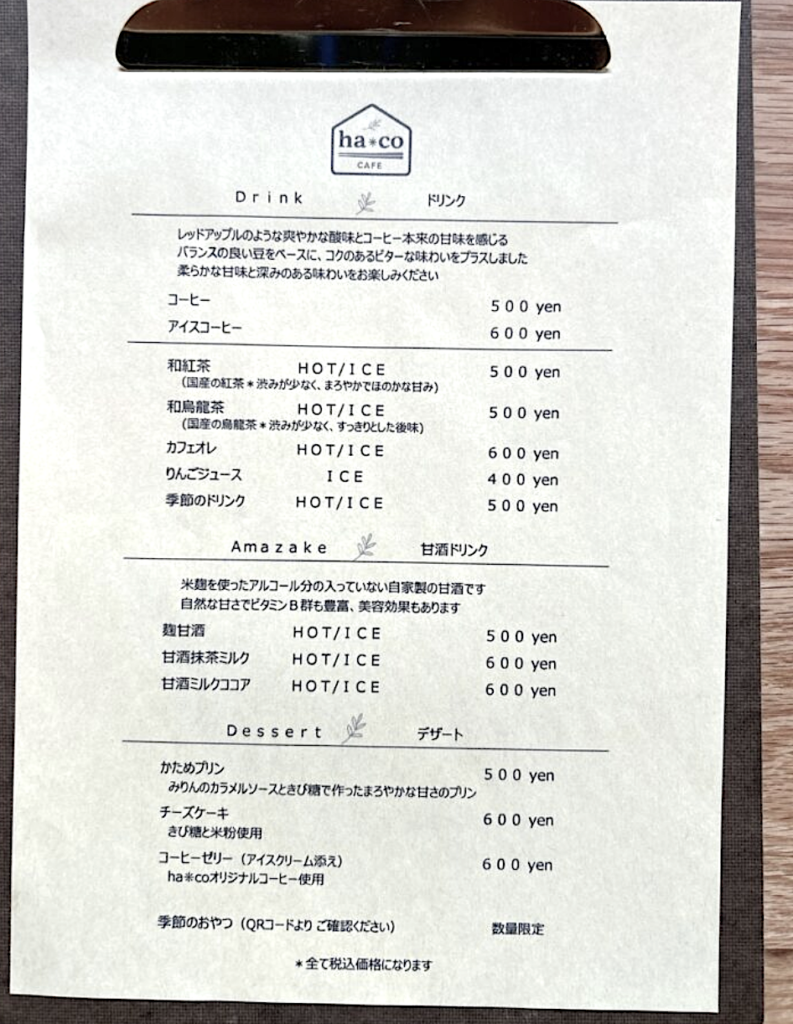 ha*co
CAFE
Drink ドリンク
レッドアップルのような爽やかな酸味とコーヒー本来の甘味を感じる
バランスの良い豆をベースに、コクのあるビターな味わいをプラスしました
柔らかな甘味と深みのある味わいをお楽しみください
コーヒー 500 yen
アイスコーヒー 600 yen
和紅茶 HOT/ICE 500 yen
(国産の紅茶*渋みが少なく、まろやかでほのかな甘み)
和烏龍茶 HOT/ICE 500 yen
(国産の烏龍茶*渋みが少なく、すっきりとした後味)
カフェオレ HOT/ICE 600 yen
りんごジュース ICE 400 yen
季節のドリンク HOT/ICE 500 yen
Amazake 甘酒ドリンク
米麹を使ったアルコール分の入っていない自家製の甘酒です
自然な甘さでビタミンB群も豊富、美容効果もあります
麹甘酒 HOT/ICE 500 yen
甘酒抹茶ミルク HOT/ICE 600 yen
甘酒ミルクココア HOT/ICE 600 yen
Dessert デザート
かためプリン 500 yen
みりんのカラメルソースときび糖で作ったまろやかな甘さのプリン
チーズケーキ 600 yen
きび糖と米粉使用
コーヒーゼリー（アイスクリーム添え） 600 yen
ha*coオリジナルコーヒー使用
季節のおやつ（QRコードより ご確認ください） 数量限定
*全て税込価格になります